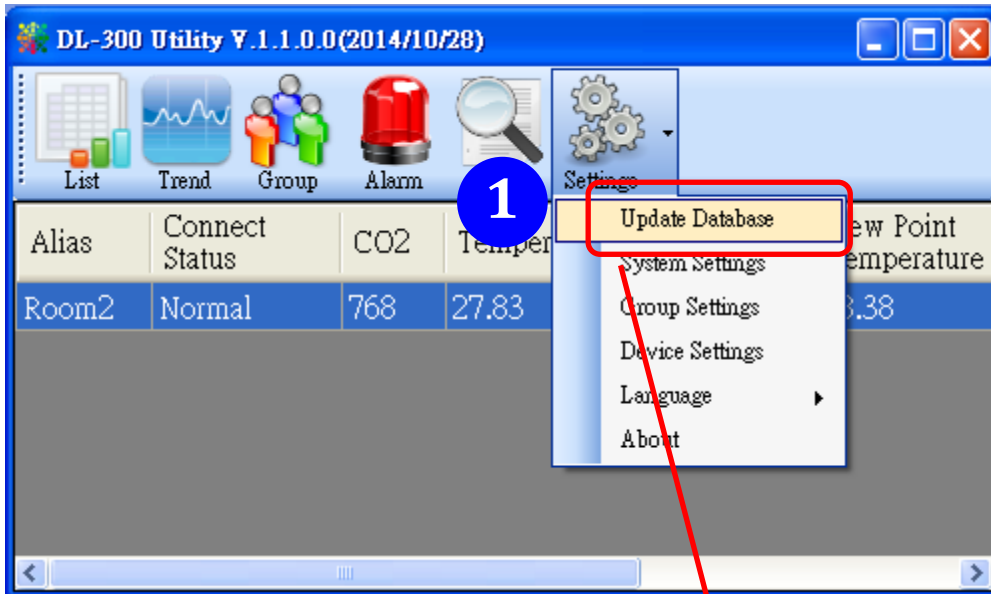 DL-300 Utility V.1.1.0.0(2014/10/28)
List
Trend
Group
Alarm
Settings
1
Update Database
System Settings
Group Settings
Device Settings
Language
About
Alias
Connect
Status
CO2
Temper
ew Point
emperature
Room2
Normal
768
27.83
.38